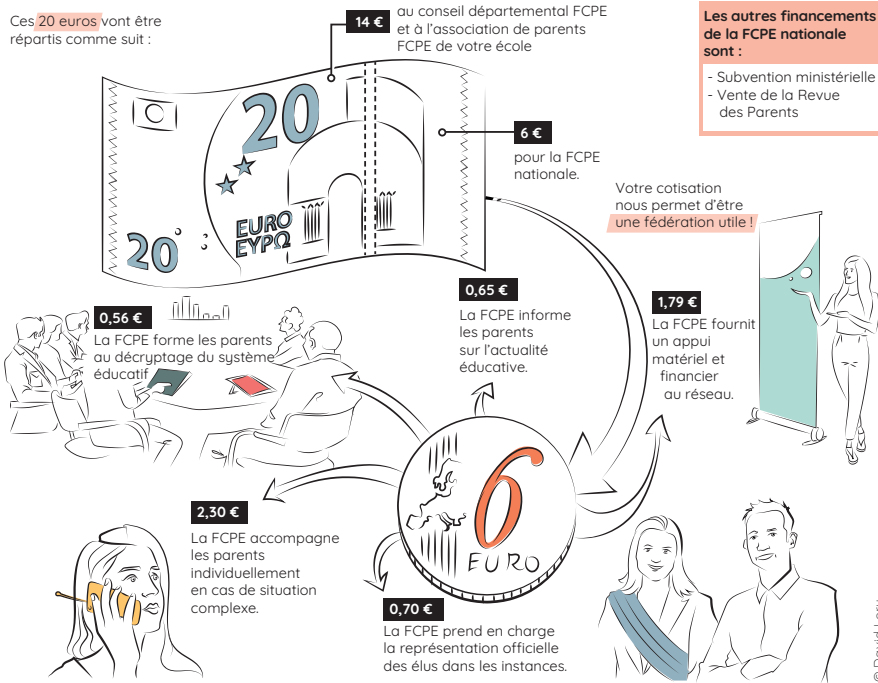 Ces 20 euros vont être
répartis comme suit :
14 €
au conseil départemental FCPE
et à l'association de parents
FCPE de votre école
Les autres financements
de la FCPE nationale
sont :
- Subvention ministérielle
- Vente de la Revue
des Parents
20
6 €
pour la FCPE
nationale.
EURO
ΕΥΡΩ
20
Votre cotisation
nous permet d'être
une fédération utile !
0,56 €
La FCPE forme les parents
au décryptage du système
éducatif
0,65 €
La FCPE informe
les parents
sur l'actualité
éducative.
1,79 €
La FCPE fournit
un appui
matériel et
financier
au réseau.
6
EURO
2,30 €
La FCPE accompagne
les parents
individuellement
en cas de situation
complexe.
0,70 €
La FCPE prend en charge
la représentation officielle
des élus dans les instances.
© David Lory